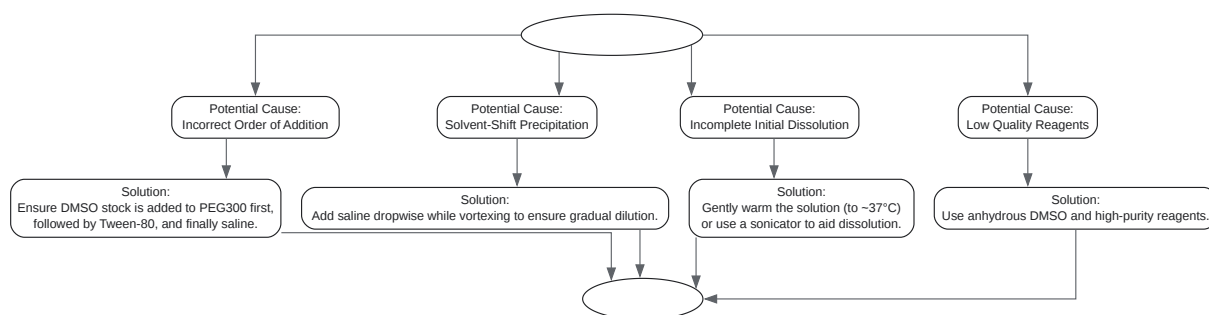 Potential Cause:
Incorrect Order of Addition
Potential Cause:
Solvent-Shift Precipitation
Potential Cause:
Incomplete Initial Dissolution
Potential Cause:
Low Quality Reagents
Solution:
Ensure DMSO stock is added to PEG300 first,
followed by Tween-80, and finally saline.
Solution:
Add saline dropwise while vortexing to ensure gradual dilution.
Solution:
Gently warm the solution (to ~37°C)
or use a sonicator to aid dissolution.
Solution:
Use anhydrous DMSO and high-purity reagents.